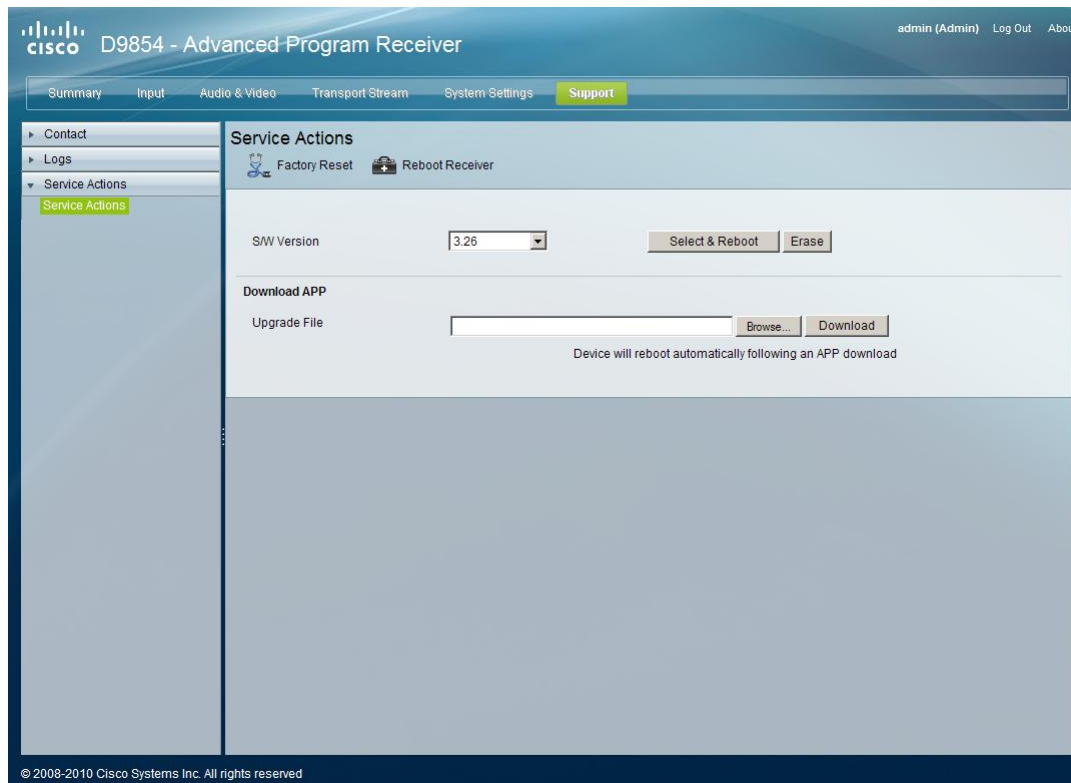 CISCO D9854 - Advanced Program Receiver
admin (Admin) Log Out Abou
Summary Input Audio & Video Transport Stream System Settings Support
Contact
Logs
Service Actions
Service Actions
Service Actions
Factory Reset Reboot Receiver
S/W Version 3.26 Select & Reboot Erase
Download APP
Upgrade File Browse... Download
Device will reboot automatically following an APP download
© 2008-2010 Cisco Systems Inc. All rights reserved